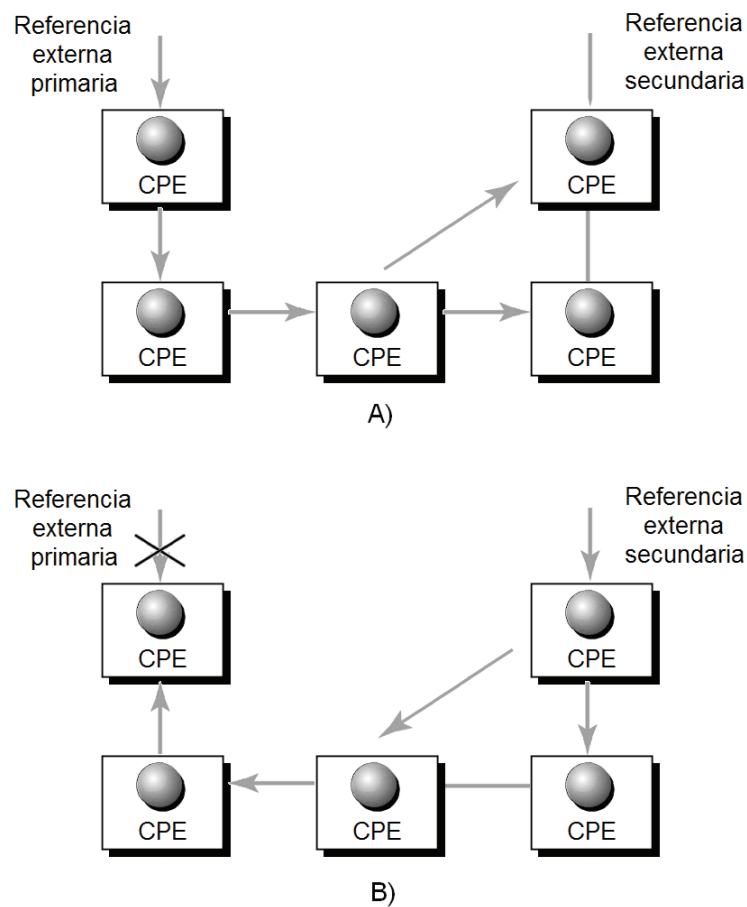 Referencia
externa
primaria
Referencia
externa
secundaria
CPE
CPE
CPE
CPE
CPE
A)
Referencia
externa
primaria
Referencia
externa
secundaria
CPE
CPE
CPE
CPE
CPE
B)